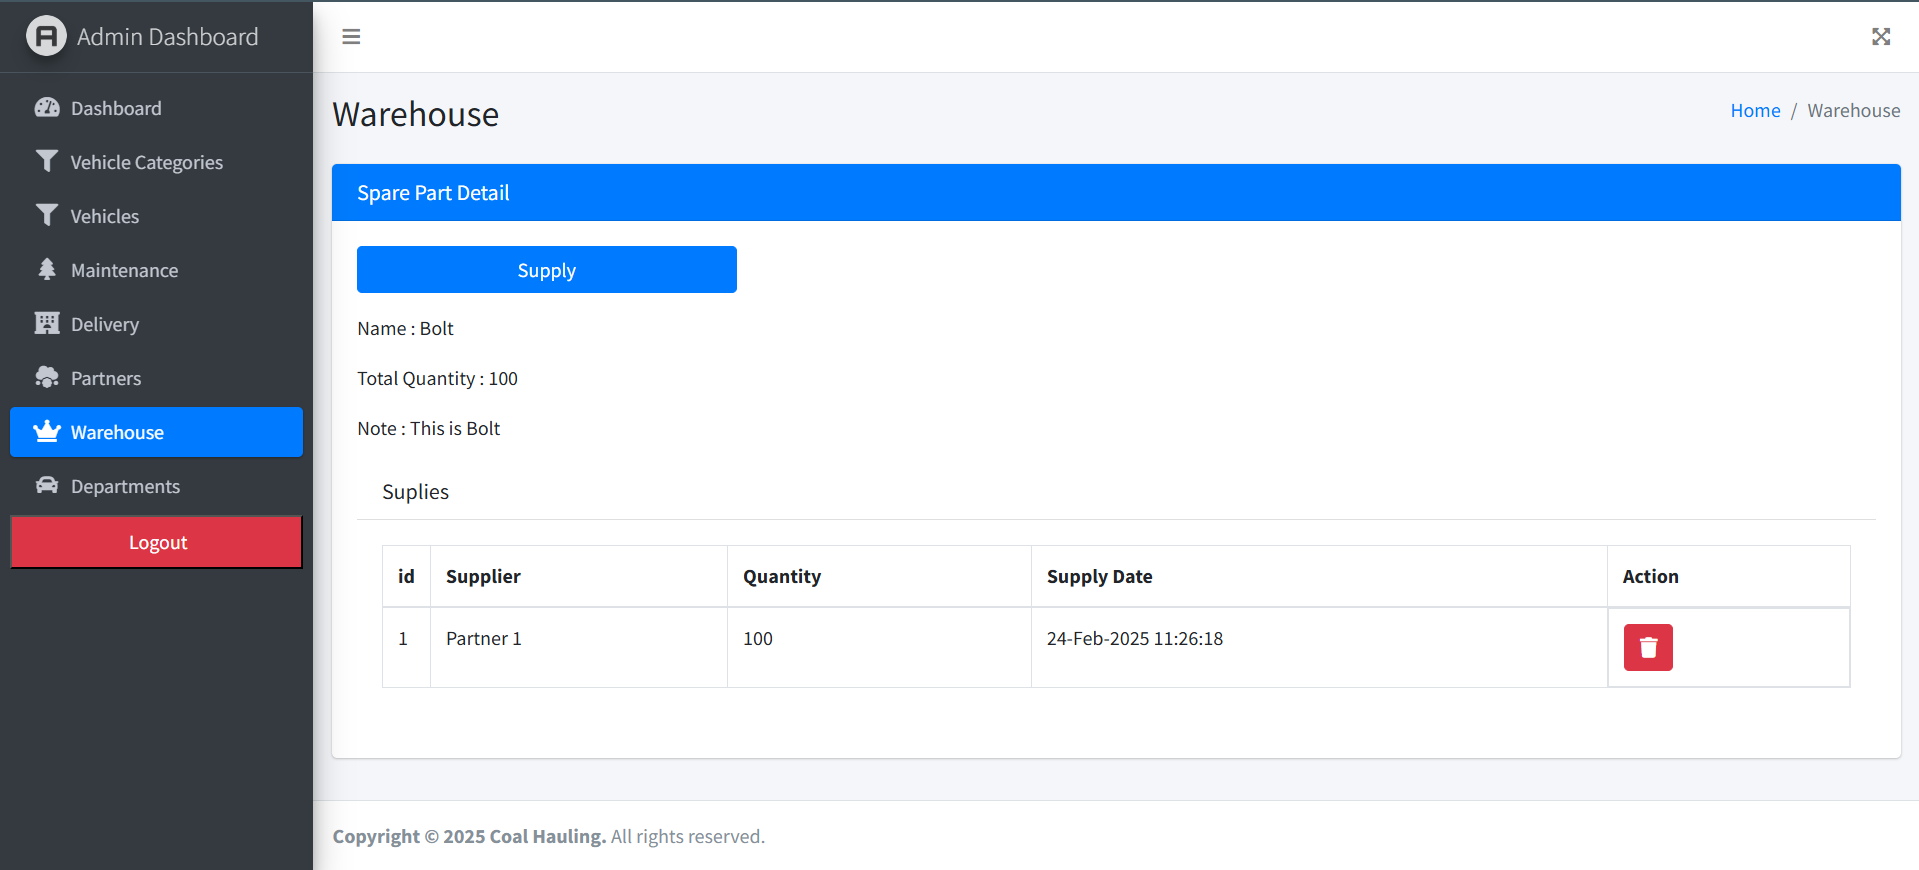 Admin Dashboard
Dashboard
Vehicle Categories
Vehicles
Maintenance
Delivery
Partners
Warehouse
Departments
Logout
Warehouse
Home / Warehouse
Spare Part Detail
Supply
Name : Bolt
Total Quantity : 100
Note : This is Bolt
Suplies
id Supplier Quantity Supply Date Action
1 Partner 1 100 24-Feb-2025 11:26:18
Copyright © 2025 Coal Hauling. All rights reserved.